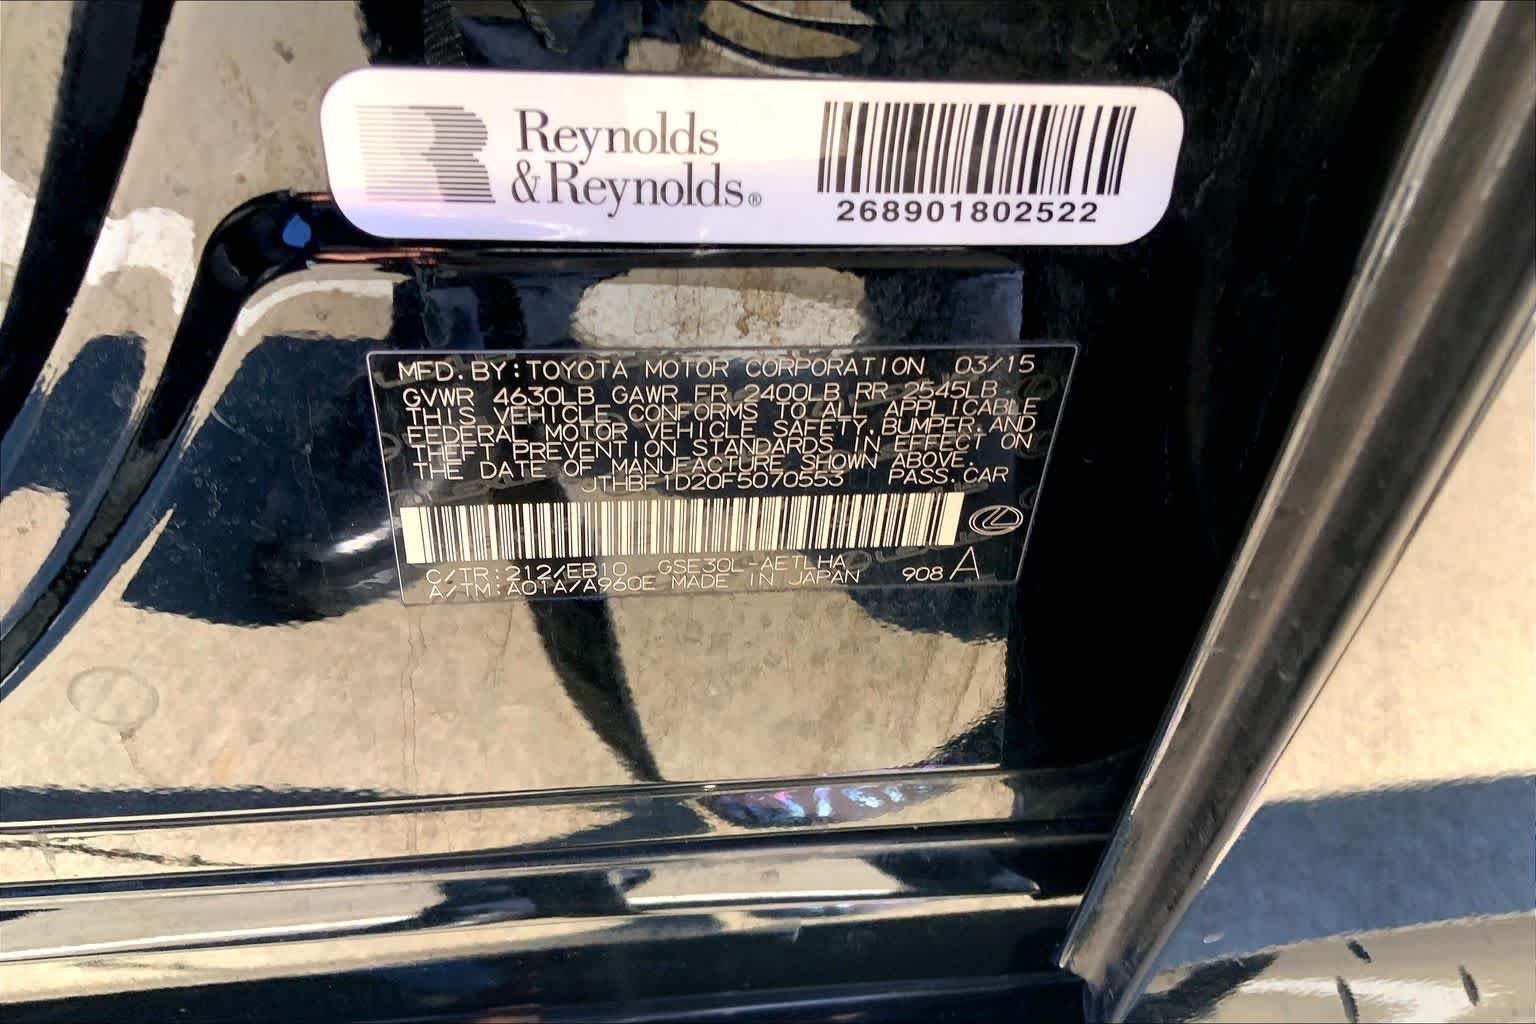 Reynolds
&Reynolds®
268901802522
MFD. BY: TOYOTA MOTOR CORPORATION 03/15
GVWR 4630LB GAWR FR 2400LB RR 2545LB
THIS VEHICLE CONFORMS TO ALL APPLICABLE
FEDERAL MOTOR VEHICLE SAFETY, BUMPER, AND
THEFT PREVENTION STANDARDS IN EFFECT ON
THE DATE OF MANUFACTURE SHOWN ABOVE.
JTHBF1D20F5070553 PASS. CAR
C/TR: 212/EB10 GSE30L-AETLHA
A/TM: A01A/A960E MADE IN JAPAN 908 A